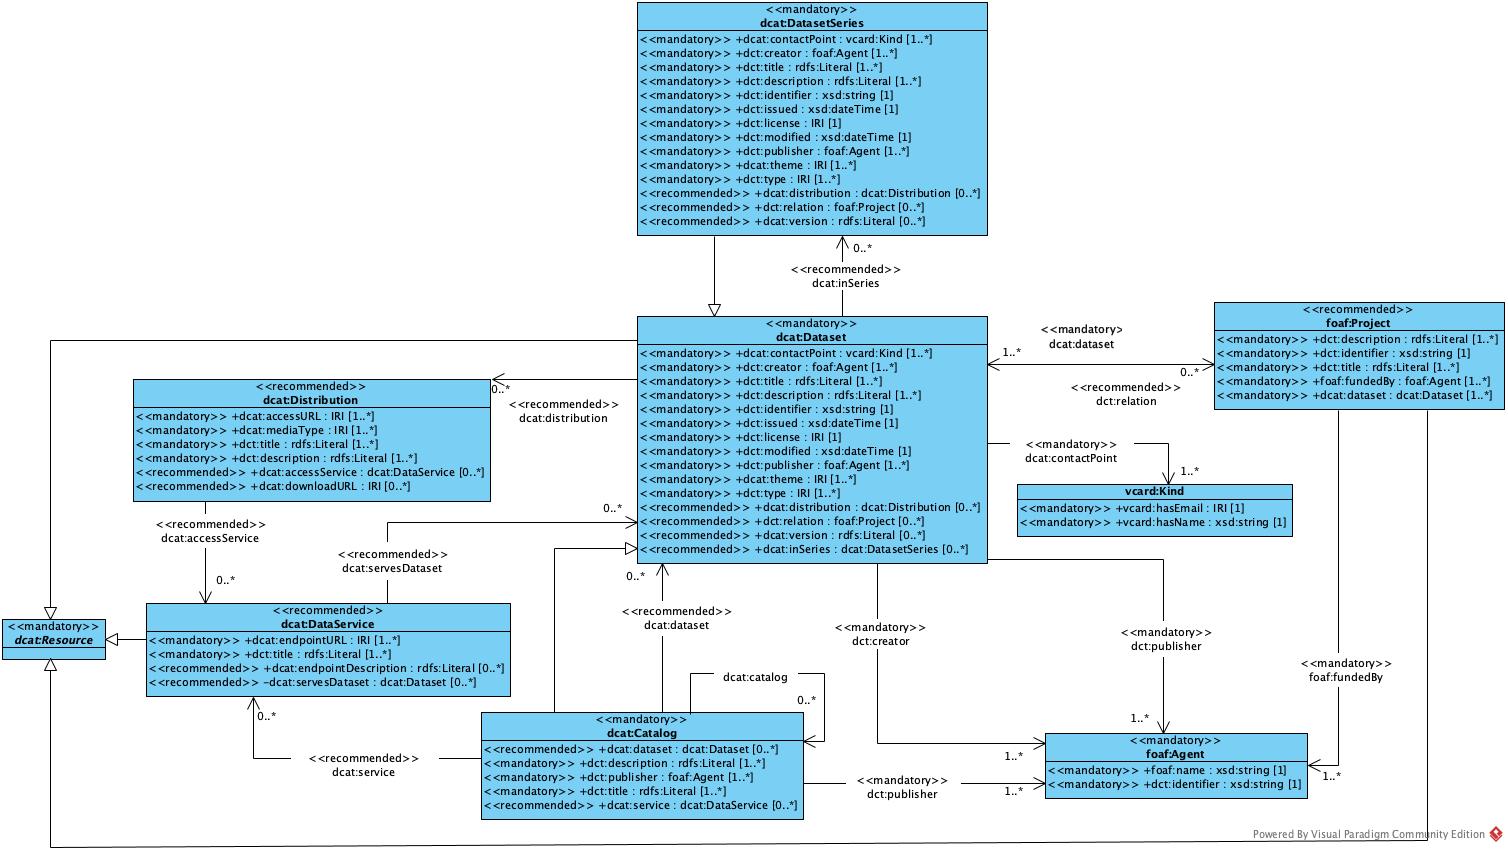 <<mandatory>>
dcat:DatasetSeries
<<mandatory>> +dcat:contactPoint : vcard:Kind [1..*]
<<mandatory>> +dct:creator : foaf:Agent [1..*]
<<mandatory>> +dct:title : rdfs:Literal [1..*]
<<mandatory>> +dct:description : rdfs:Literal [1..*]
<<mandatory>> +dct:identifier : xsd:string [1]
<<mandatory>> +dct:issued : xsd:dateTime [1]
<<mandatory>> +dct:license : IRI [1]
<<mandatory>> +dct:modified : xsd:dateTime [1]
<<mandatory>> +dct:publisher : foaf:Agent [1..*]
<<mandatory>> +dcat:theme : IRI [1..*]
<<mandatory>> +dct:type : IRI [1..*]
<<recommended>> +dcat:distribution : dcat:Distribution [0..*]
<<recommended>> +dct:relation : foaf:Project [0..*]
<<recommended>> +dcat:version : rdfs:Literal [0..*]
0..*
<<recommended>>
dcat:inSeries
<<mandatory>>
dcat:Dataset
<<mandatory>> +dcat:contactPoint : vcard:Kind [1..*]
<<mandatory>> +dct:creator : foaf:Agent [1..*]
<<mandatory>> +dct:title : rdfs:Literal [1..*]
<<mandatory>> +dct:description : rdfs:Literal [1..*]
<<mandatory>> +dct:identifier : xsd:string [1]
<<mandatory>> +dct:issued : xsd:dateTime [1]
<<mandatory>> +dct:license : IRI [1]
<<mandatory>> +dct:modified : xsd:dateTime [1]
<<mandatory>> +dct:publisher : foaf:Agent [1..*]
<<mandatory>> +dcat:theme : IRI [1..*]
<<mandatory>> +dct:type : IRI [1..*]
<<recommended>> +dcat:distribution : dcat:Distribution [0..*]
<<recommended>> +dct:relation : foaf:Project [0..*]
<<recommended>> +dcat:version : rdfs:Literal [0..*]
<<recommended>> +dcat:inSeries : dcat:DatasetSeries [0..*]
<<mandatory>
dcat:dataset
1..*
0..*
<<recommended>>
dct:relation
<<recommended>>
foaf:Project
<<mandatory>> +dct:description : rdfs:Literal [1..*]
<<mandatory>> +dct:identifier : xsd:string [1]
<<mandatory>> +dct:title : rdfs:Literal [1..*]
<<mandatory>> +foaf:fundedBy : foaf:Agent [1..*]
<<mandatory>> +dcat:dataset : dcat:Dataset [1..*]
0..*
<<recommended>>
dcat:distribution
<<recommended>>
dcat:Distribution
<<mandatory>> +dcat:accessURL : IRI [1..*]
<<mandatory>> +dcat:mediaType : IRI [1..*]
<<mandatory>> +dct:title : rdfs:Literal [1..*]
<<mandatory>> +dct:description : rdfs:Literal [1..*]
<<recommended>> +dcat:accessService : dcat:DataService [0..*]
<<recommended>> +dcat:downloadURL : IRI [0..*]
<<mandatory>>
dcat:contactPoint
1..*
vcard:Kind
<<mandatory>> +vcard:hasEmail : IRI [1]
<<mandatory>> +vcard:hasName : xsd:string [1]
<<recommended>>
dcat:accessService
0..*
0..*
<<recommended>>
dcat:servesDataset
<<mandatory>>
dcat:Resource
<<recommended>>
dcat:DataService
<<mandatory>> +dcat:endpointURL : IRI [1..*]
<<mandatory>> +dct:title : rdfs:Literal [1..*]
<<recommended>> +dcat:endpointDescription : rdfs:Literal [0..*]
<<recommended>> -dcat:servesDataset : dcat:Dataset [0..*]
0..*
<<recommended>>
dcat:dataset
<<mandatory>>
dct:creator
1..*
<<mandatory>>
dct:publisher
1..*
<<mandatory>>
foaf:fundedBy
1..*
dcat:catalog
0..*
0..*
<<recommended>>
dcat:service
<<mandatory>>
dcat:Catalog
<<recommended>> +dcat:dataset : dcat:Dataset [0..*]
<<mandatory>> +dct:description : rdfs:Literal [1..*]
<<mandatory>> +dct:publisher : foaf:Agent [1..*]
<<mandatory>> +dct:title : rdfs:Literal [1..*]
<<recommended>> +dcat:service : dcat:DataService [0..*]
<<mandatory>>
dct:publisher
1..*
<<mandatory>>
foaf:Agent
<<mandatory>> +foaf:name : xsd:string [1]
<<mandatory>> +dct:identifier : xsd:string [1]
Powered By Visual Paradigm Community Edition